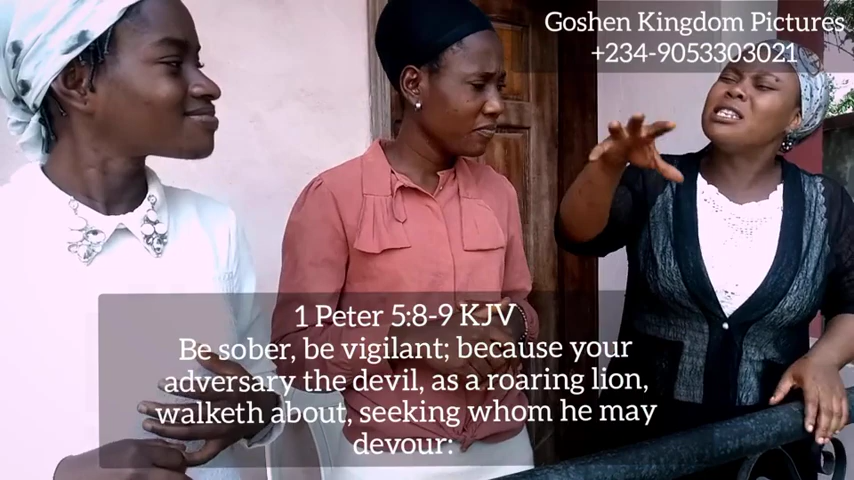 Goshen Kingdom Pictures
+234-9053303021
1 Peter 5:8-9 KJV
Be sober, be vigilant; because your
adversary the devil, as a roaring lion,
walketh about, seeking whom he may
devour: